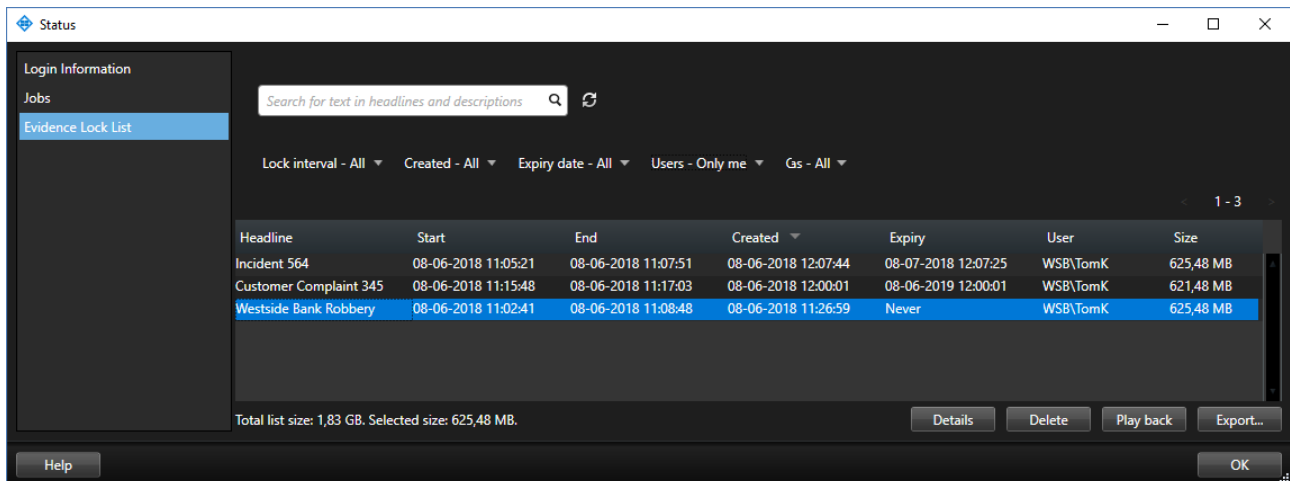 Status
Login Information
Jobs
Evidence Lock List
Search for text in headlines and descriptions
Lock interval - All Created - All Expiry date - All Users - Only me Gs - All
< 1 - 3 >
Headline Start End Created Expiry User Size
Incident 564 08-06-2018 11:05:21 08-06-2018 11:07:51 08-06-2018 12:07:44 08-07-2018 12:07:25 WSB\TomK 625,48 MB
Customer Complaint 345 08-06-2018 11:15:48 08-06-2018 11:17:03 08-06-2018 12:00:01 08-06-2019 12:00:01 WSB\TomK 621,48 MB
Westside Bank Robbery 08-06-2018 11:02:41 08-06-2018 11:08:48 08-06-2018 11:26:59 Never WSB\TomK 625,48 MB
Total list size: 1,83 GB. Selected size: 625,48 MB.
Details Delete Play back Export...
Help OK